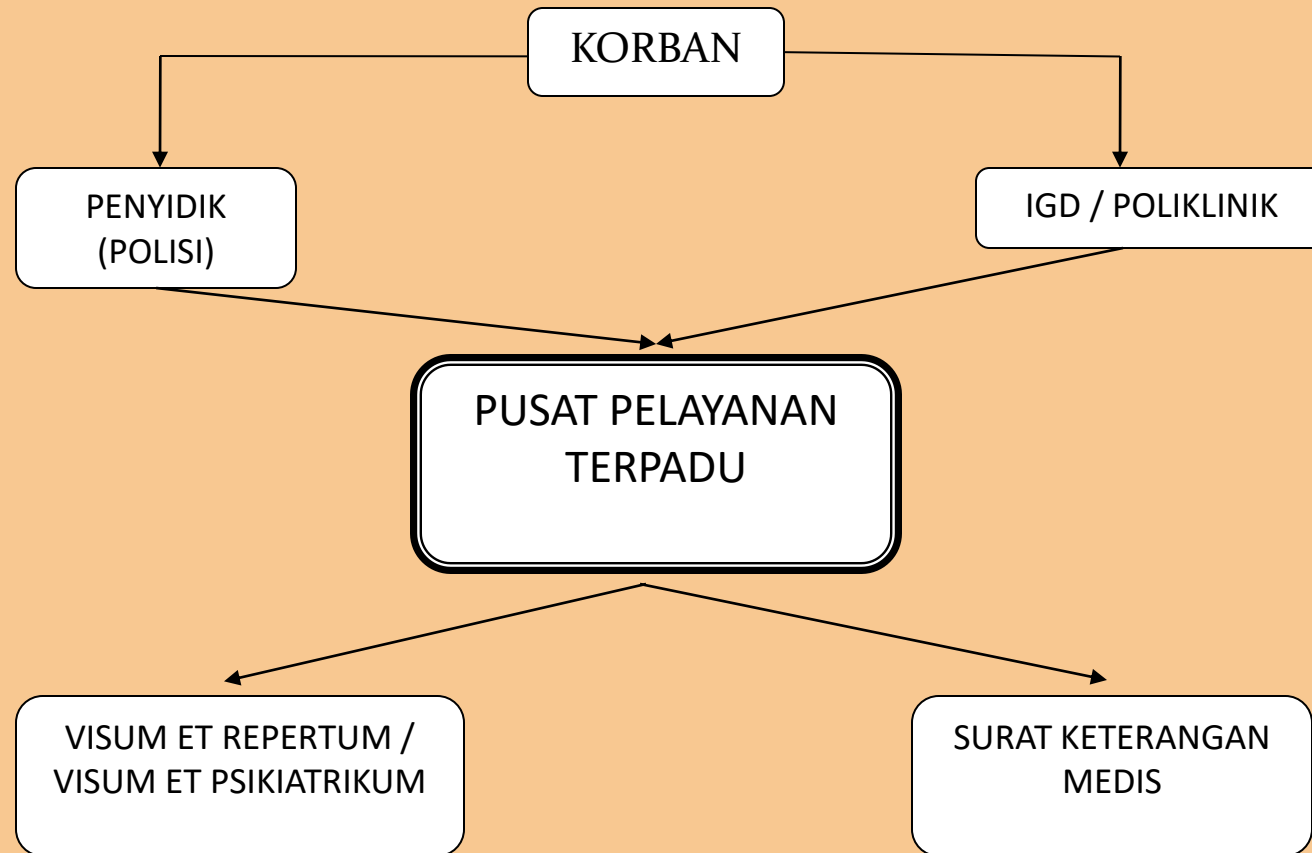 KORBAN
PENYIDIK
(POLISI)
IGD / POLIKLINIK
PUSAT PELAYANAN
TERPADU
VISUM ET REPERTUM /
VISUM ET PSIKIATRIKUM
SURAT KETERANGAN
MEDIS